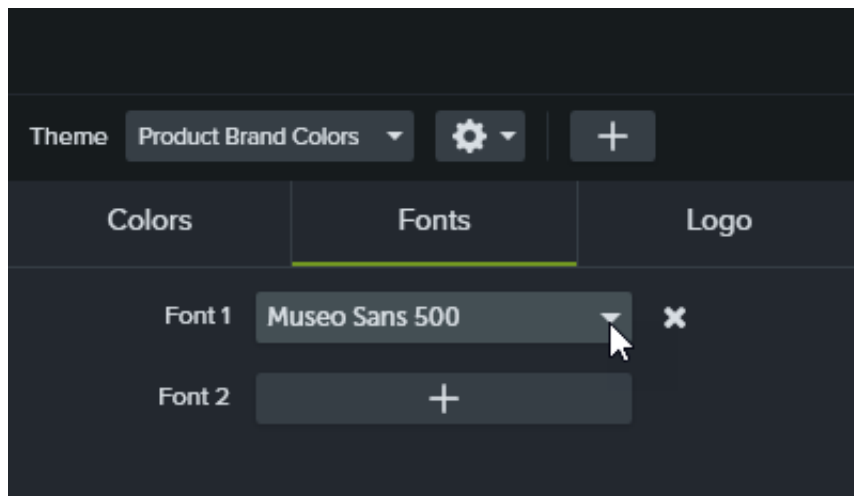 Theme Product Brand Colors
Colors Fonts Logo
Font 1 Museo Sans 500
Font 2